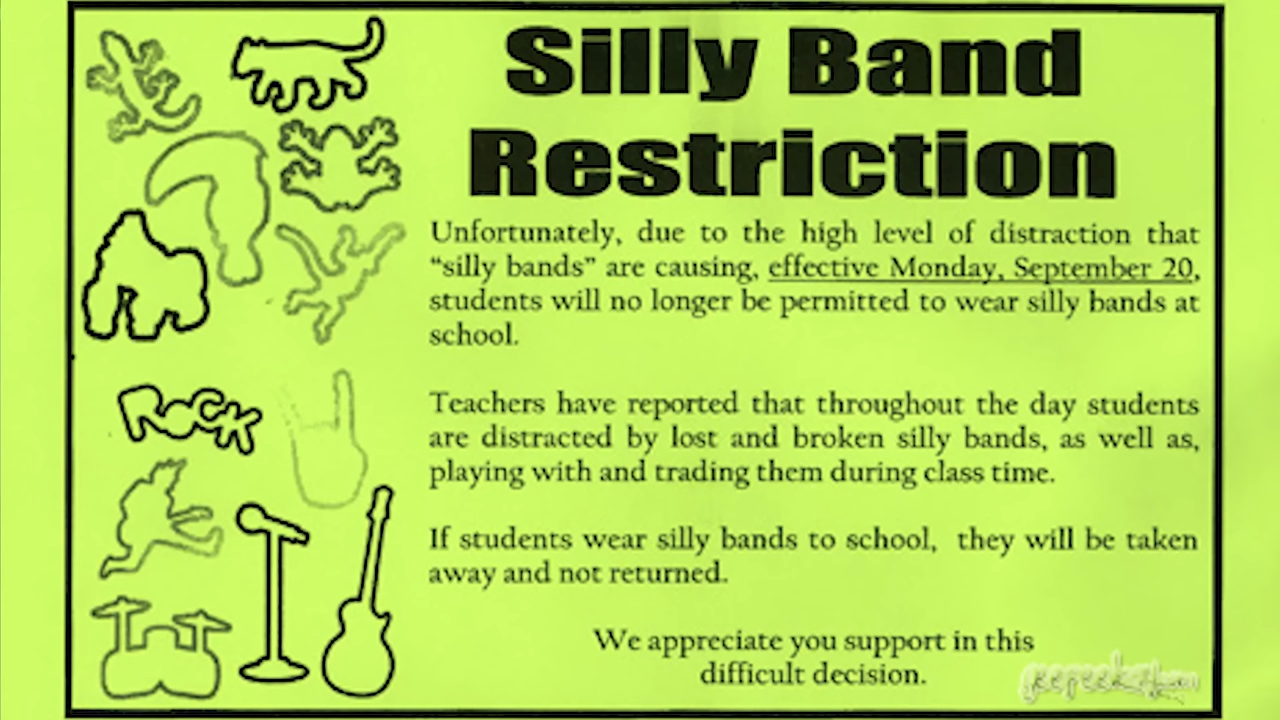 Silly Band
Restriction
Unfortunately, due to the high level of distraction that
“silly bands” are causing, effective Monday, September 20,
students will no longer be permitted to wear silly bands at
school.
Teachers have reported that throughout the day students
are distracted by lost and broken silly bands, as well as,
playing with and trading them during class time.
If students wear silly bands to school,  they will be taken
away and not returned.
We appreciate you support in this
difficult decision.
Rock